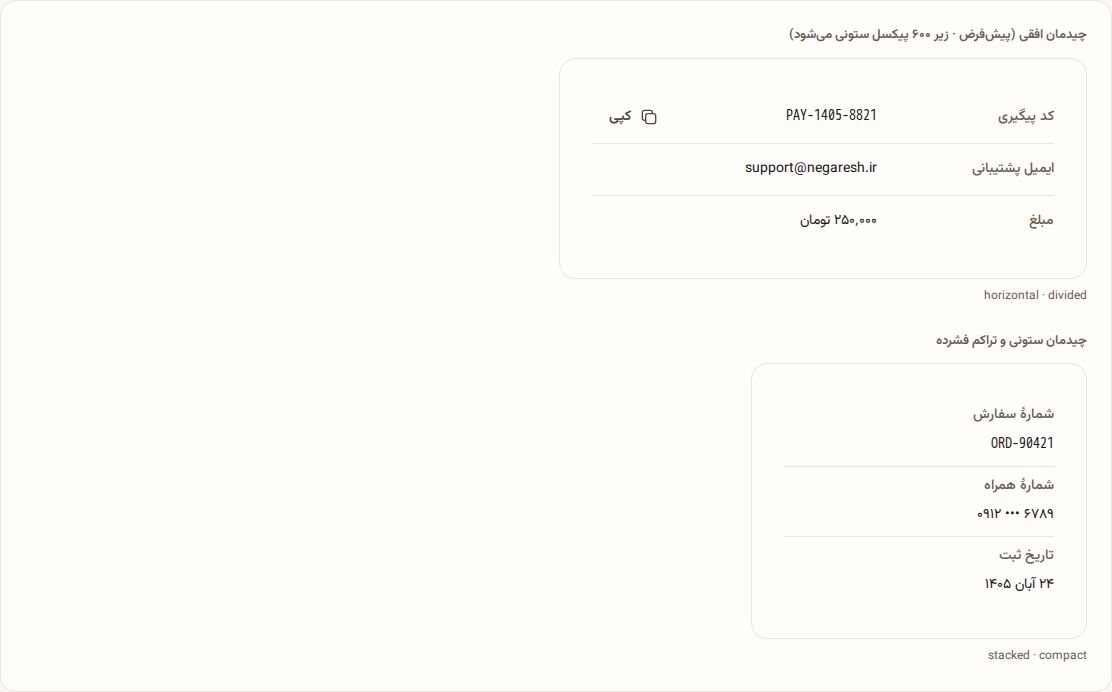 چیدمان افقی (پیش‌فرض · زیر ۶۰۰ پیکسل ستونی می‌شود)
کد پیگیری PAY-1405-8821 کپی
ایمیل پشتیبانی support@negaresh.ir
مبلغ ۲۵۰,۰۰۰ تومان
horizontal · divided
چیدمان ستونی و تراکم فشرده
شمارهٔ سفارش
ORD-90421
شمارهٔ همراه
۰۹۱۲ ••• ۶۷۸۹
تاریخ ثبت
۲۴ آبان ۱۴۰۵
stacked · compact